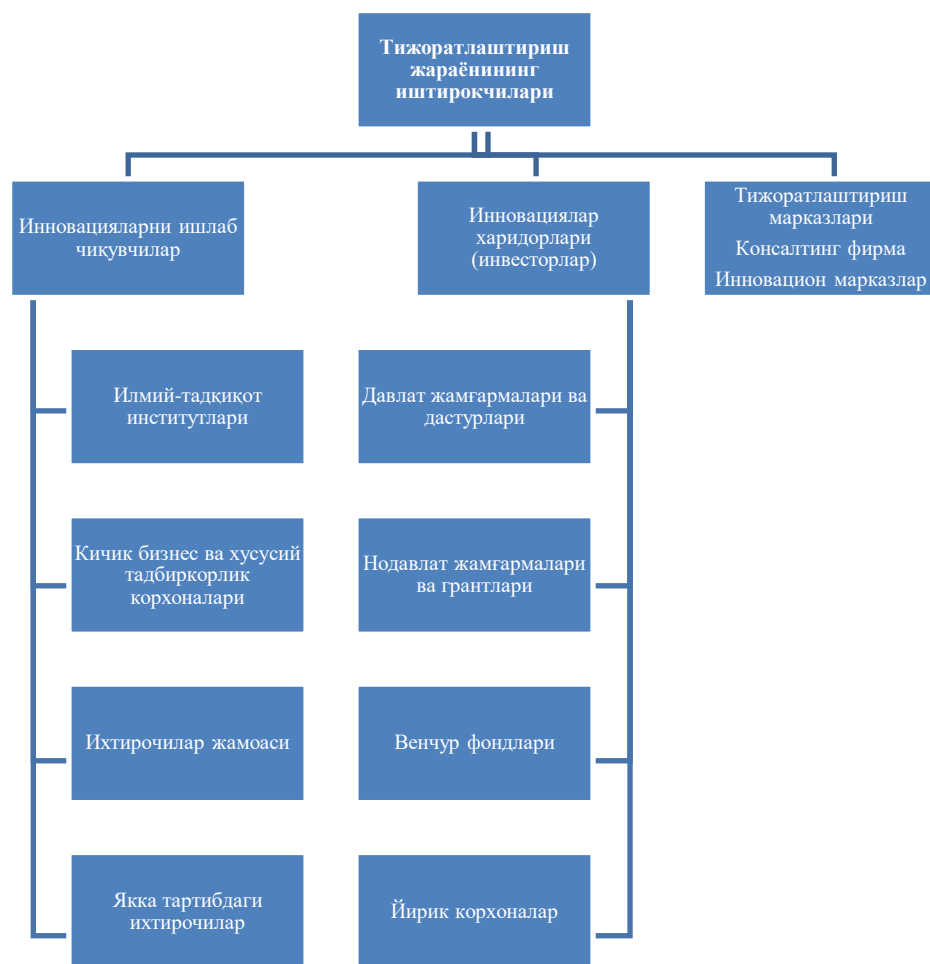 Тижоратлаштириш
жараёнининг
иштирокчилари
Инновацияларни ишлаб
чиқувчилар
Инновациялар
харидорлари
(инвесторлар)
Тижоратлаштириш
марказлари
Консалтинг фирма
Инновацион марказлар
Илмий-тадқиқот
институтлари
Давлат жамғармалари ва
дастурлари
Кичик бизнес ва хусусий
тадбиркорлик
корхоналари
Нодавлат жамғармалари
ва грантлари
Ихтирочилар жамоаси
Венчур фондлари
Якка тартибдаги
ихтирочилар
Йирик корхоналар